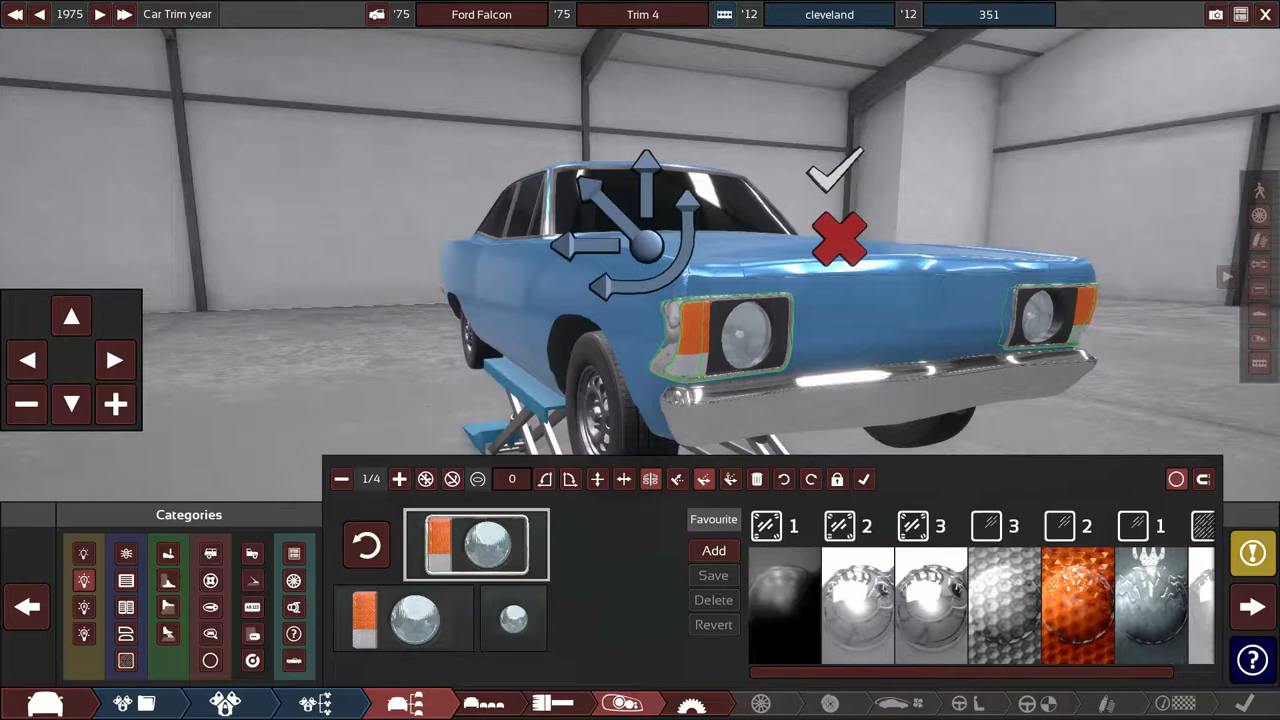 1975 Car Trim year '75 Ford Falcon '75 Trim 4 '12 cleveland '12 351
1/4 0
Categories
Favourite 1 2 3 3 2 1
Add
Save
Delete
Revert